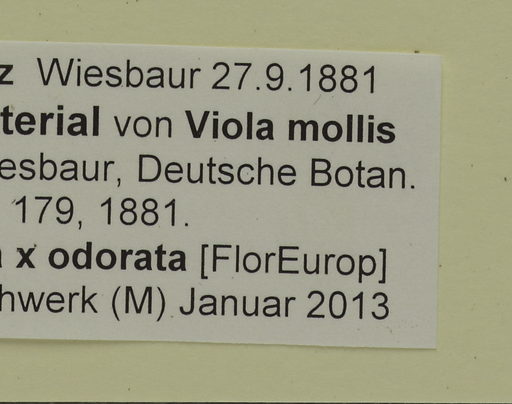 z Wiesbaur 27.9.1881
terial von Viola mollis
esbaur, Deutsche Botan.
179, 1881.
x odorata [FlorEurop]
hwerk (M) Januar 2013